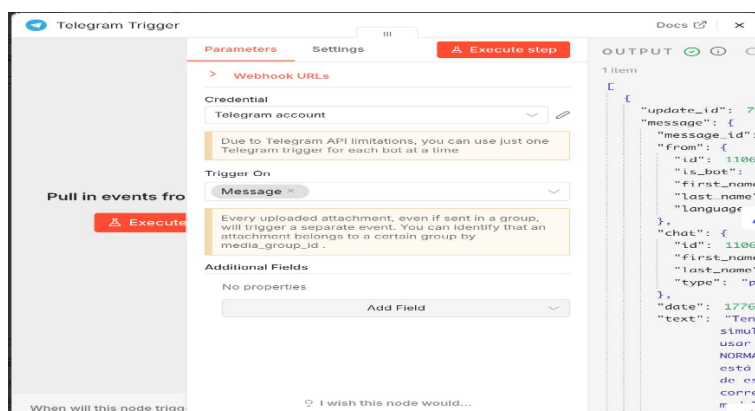 Telegram Trigger
Docs
Parameters
Settings
Execute step
OUTPUT
1 item
Webhook URLs
Credential
Telegram account
Due to Telegram API limitations, you can use just one
Telegram trigger for each bot at a time
Trigger On
Message
Every uploaded attachment, even if sent in a group,
will trigger a separate event. You can identify that an
attachment belongs to a certain group by
media_group_id .
Additional Fields
No properties
Add Field
I wish this node would...
Pull in events fro
Execute
When will this node trigg
[
{
"update_id": 7
"message": {
"message_id":
"from": {
"id": 1106
"is_bot":
"first_name
"last_name"
"language
},
"chat": {
"id": 1106
"first_name
"last_name"
"type": "p
},
"date": 1776
"text": "Ten
simul
usar
NORMA
está
de es
corre